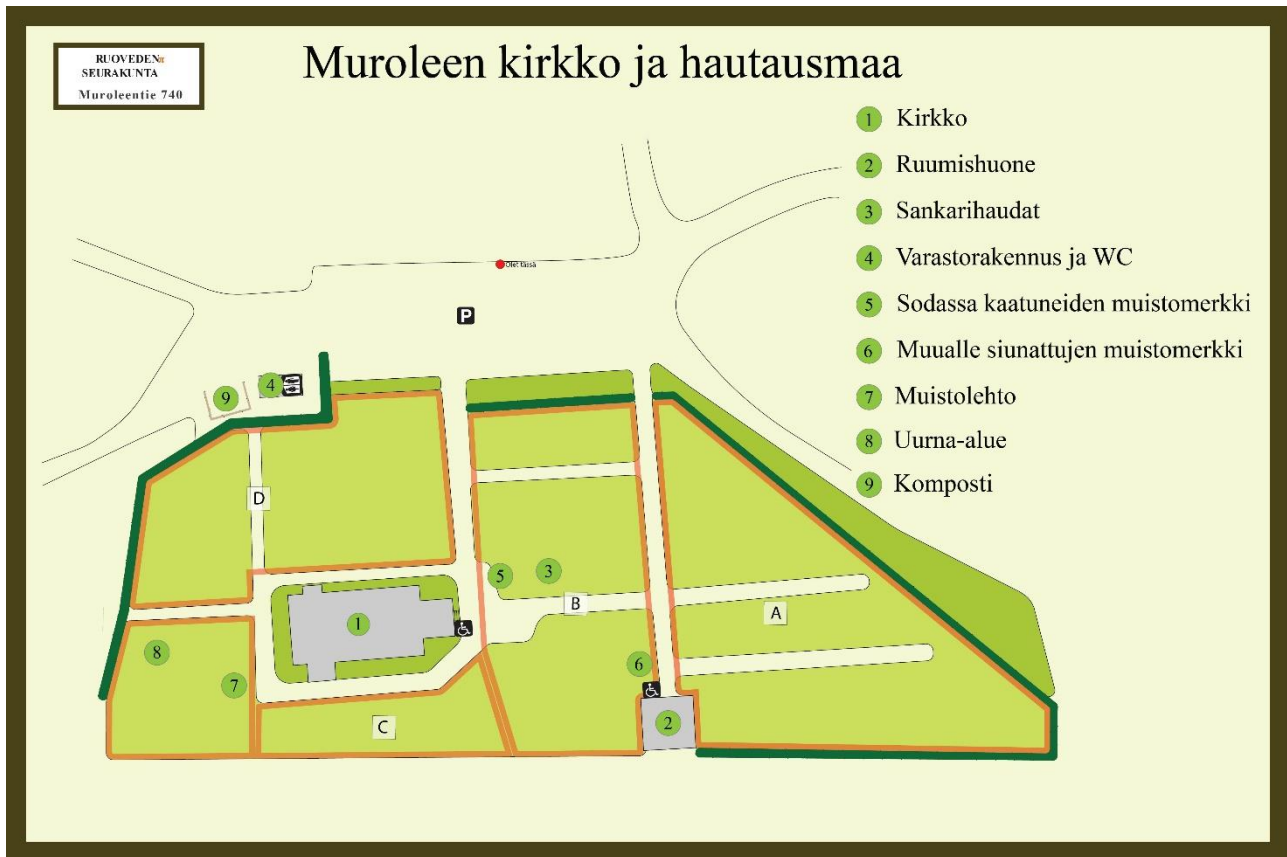 RUOVEDEN
SEURAKUNTA
Muroleentie 740
Muroleen kirkko ja hautausmaa
1 Kirkko
2 Ruumishuone
3 Sankarihaudat
4 Varastorakennus ja WC
5 Sodassa kaatuneiden muistomerkki
6 Muualle siunattujen muistomerkki
7 Muistolehto
8 Uurna-alue
9 Komposti
Olet tässä
P
4
9
D
5
3
B
A
1
8
6
7
2
C